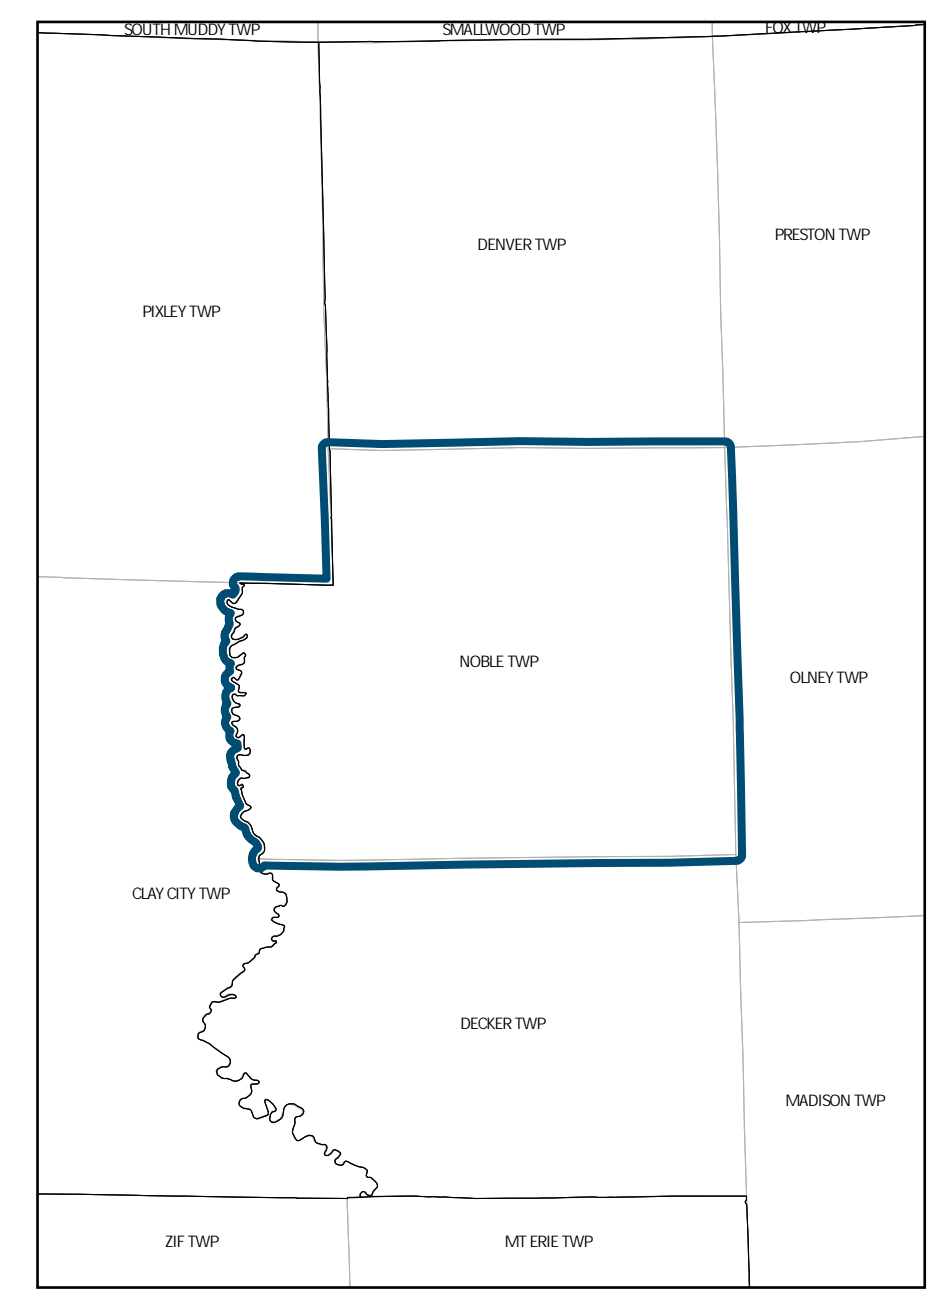 SOUTH MUDDY TWP
SMALLWOOD TWP
FOX TWP
PRESTON TWP
DENVER TWP
PIXLEY TWP
NOBLE TWP
OLNEY TWP
CLAY CITY TWP
DECKER TWP
MADISON TWP
ZIF TWP
MT ERIE TWP